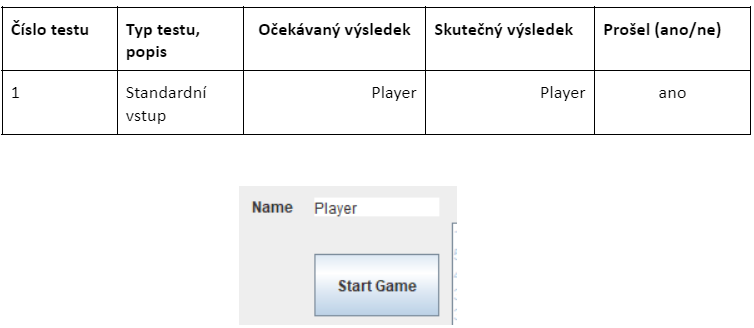 Číslo testu Typ testu, popis Očekávaný výsledek Skutečný výsledek Prošel (ano/ne)
1 Standardní vstup Player Player ano
Name Player
Start Game